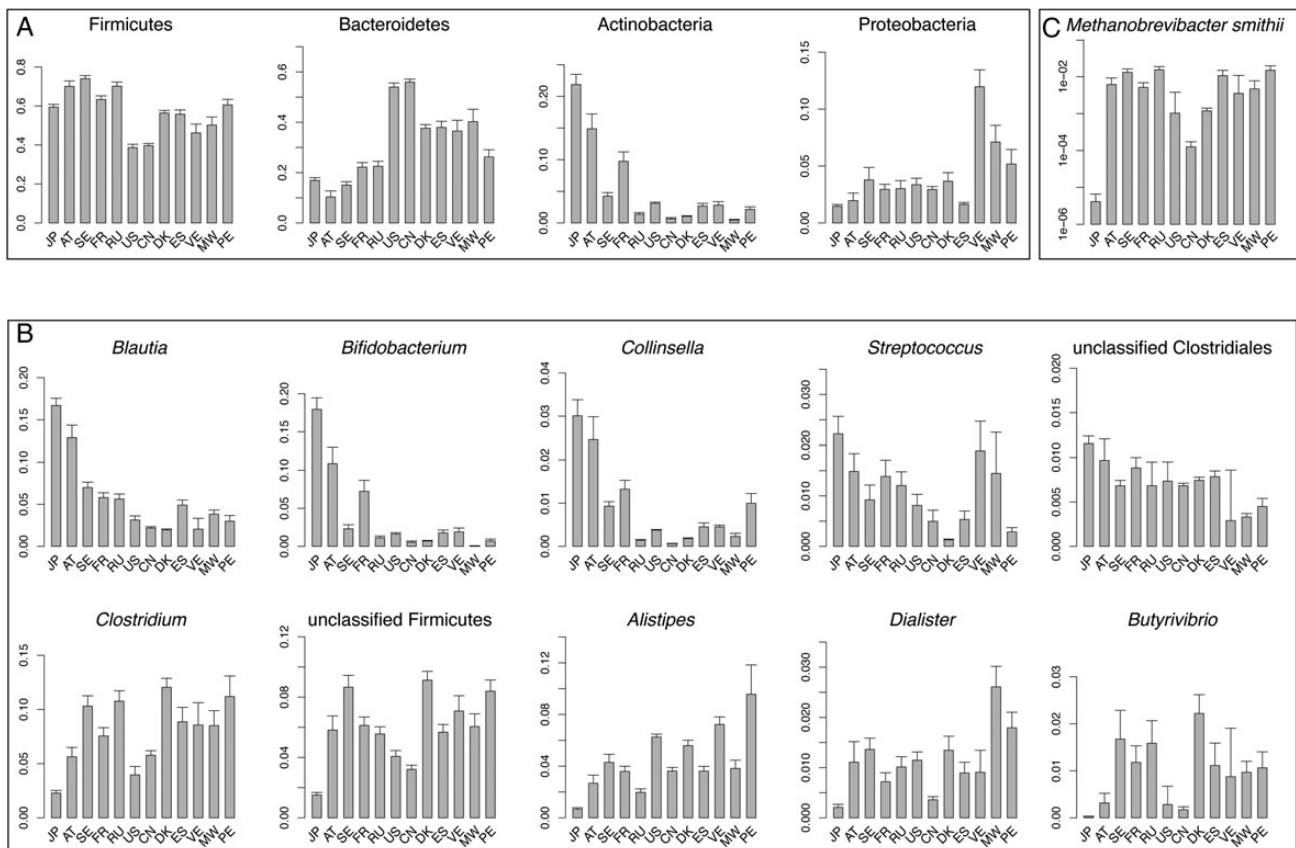 A
Firmicutes
0.0 0.2 0.4 0.6 0.8
JP AT SE FR RU US CN DK ES VE MW PE
Bacteroidetes
0.0 0.2 0.4 0.6
JP AT SE FR RU US CN DK ES VE MW PE
Actinobacteria
0.00 0.10 0.20
JP AT SE FR RU US CN DK ES VE MW PE
Proteobacteria
0.00 0.05 0.10 0.15
JP AT SE FR RU US CN DK ES VE MW PE
C
Methanobrevibacter smithii
1e−06 1e−04 1e−02
JP AT SE FR RU US CN DK ES VE MW PE
B
Blautia
0.00 0.05 0.10 0.15 0.20
JP AT SE FR RU US CN DK ES VE MW PE
Bifidobacterium
0.00 0.05 0.10 0.15 0.20
JP AT SE FR RU US CN DK ES VE MW PE
Collinsella
0.00 0.01 0.02 0.03 0.04
JP AT SE FR RU US CN DK ES VE MW PE
Streptococcus
0.000 0.010 0.020 0.030
JP AT SE FR RU US CN DK ES VE MW PE
unclassified Clostridiales
0.000 0.005 0.010 0.015 0.020
JP AT SE FR RU US CN DK ES VE MW PE
Clostridium
0.00 0.05 0.10 0.15
JP AT SE FR RU US CN DK ES VE MW PE
unclassified Firmicutes
0.00 0.04 0.08 0.12
JP AT SE FR RU US CN DK ES VE MW PE
Alistipes
0.00 0.04 0.08 0.12
JP AT SE FR RU US CN DK ES VE MW PE
Dialister
0.000 0.010 0.020 0.030
JP AT SE FR RU US CN DK ES VE MW PE
Butyrivibrio
0.00 0.01 0.02 0.03
JP AT SE FR RU US CN DK ES VE MW PE